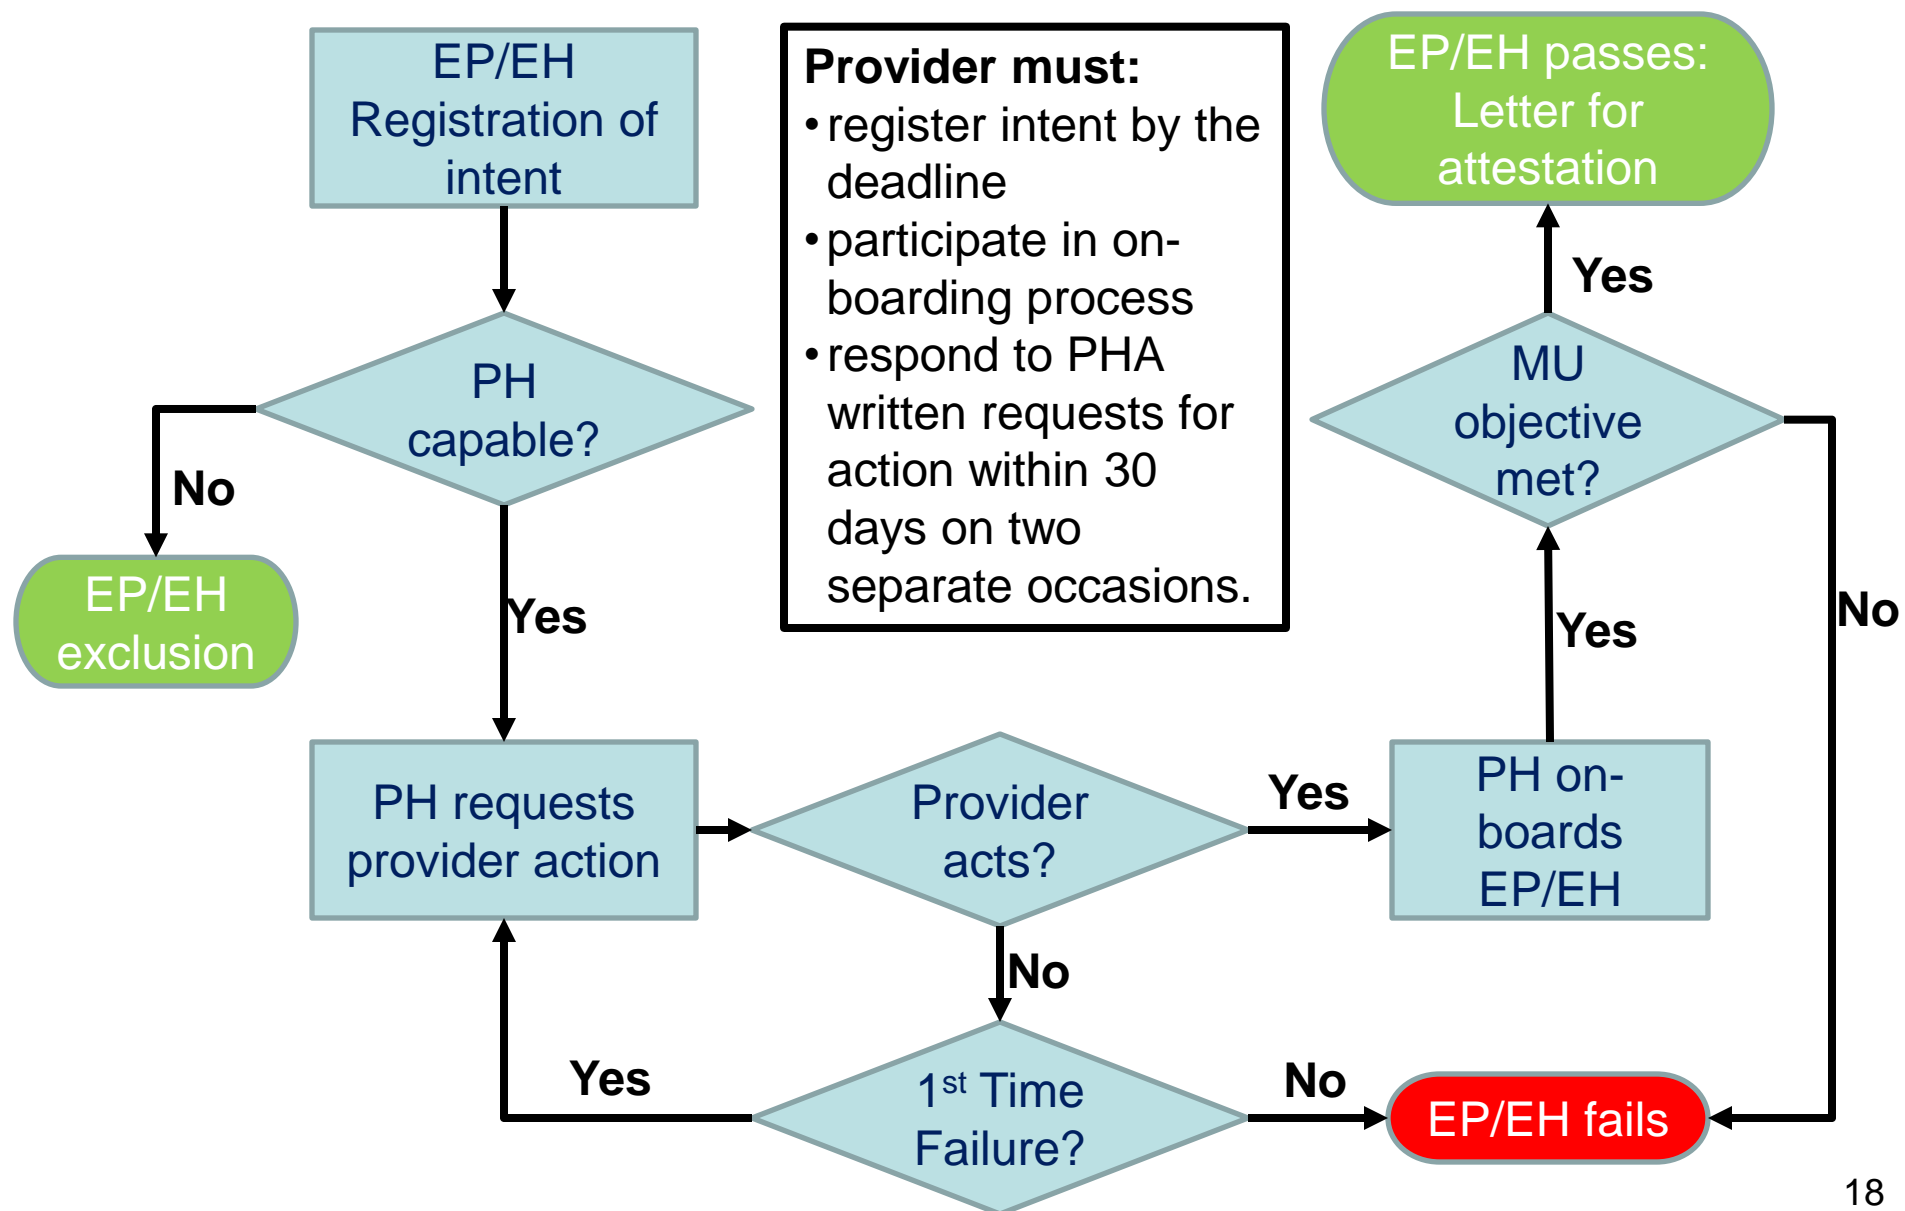 EP/EH
Registration of
intent
Provider must:
• register intent by the
deadline
• participate in on-
boarding process
• respond to PHA
written requests for
action within 30
days on two
separate occasions.
EP/EH passes:
Letter for
attestation
Yes
PH
capable?
MU
objective
met?
No
Yes
EP/EH
exclusion
Yes
No
PH requests
provider action
Provider
acts?
Yes
PH on-
boards
EP/EH
No
Yes
1st Time
Failure?
No
EP/EH fails
18